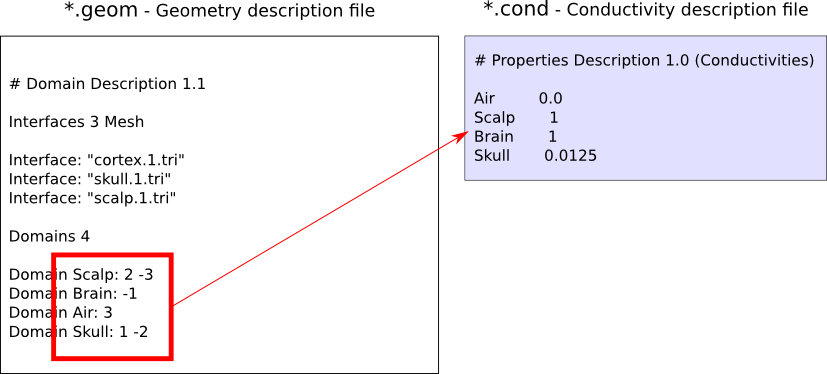 *.geom - Geometry description file
# Domain Description 1.1
Interfaces 3 Mesh
Interface: "cortex.1.tri"
Interface: "skull.1.tri"
Interface: "scalp.1.tri"
Domains 4
Domain Scalp: 2 -3
Domain Brain: -1
Domain Air: 3
Domain Skull: 1 -2
*.cond - Conductivity description file
# Properties Description 1.0 (Conductivities)
Air 0.0
Scalp 1
Brain 1
Skull 0.0125